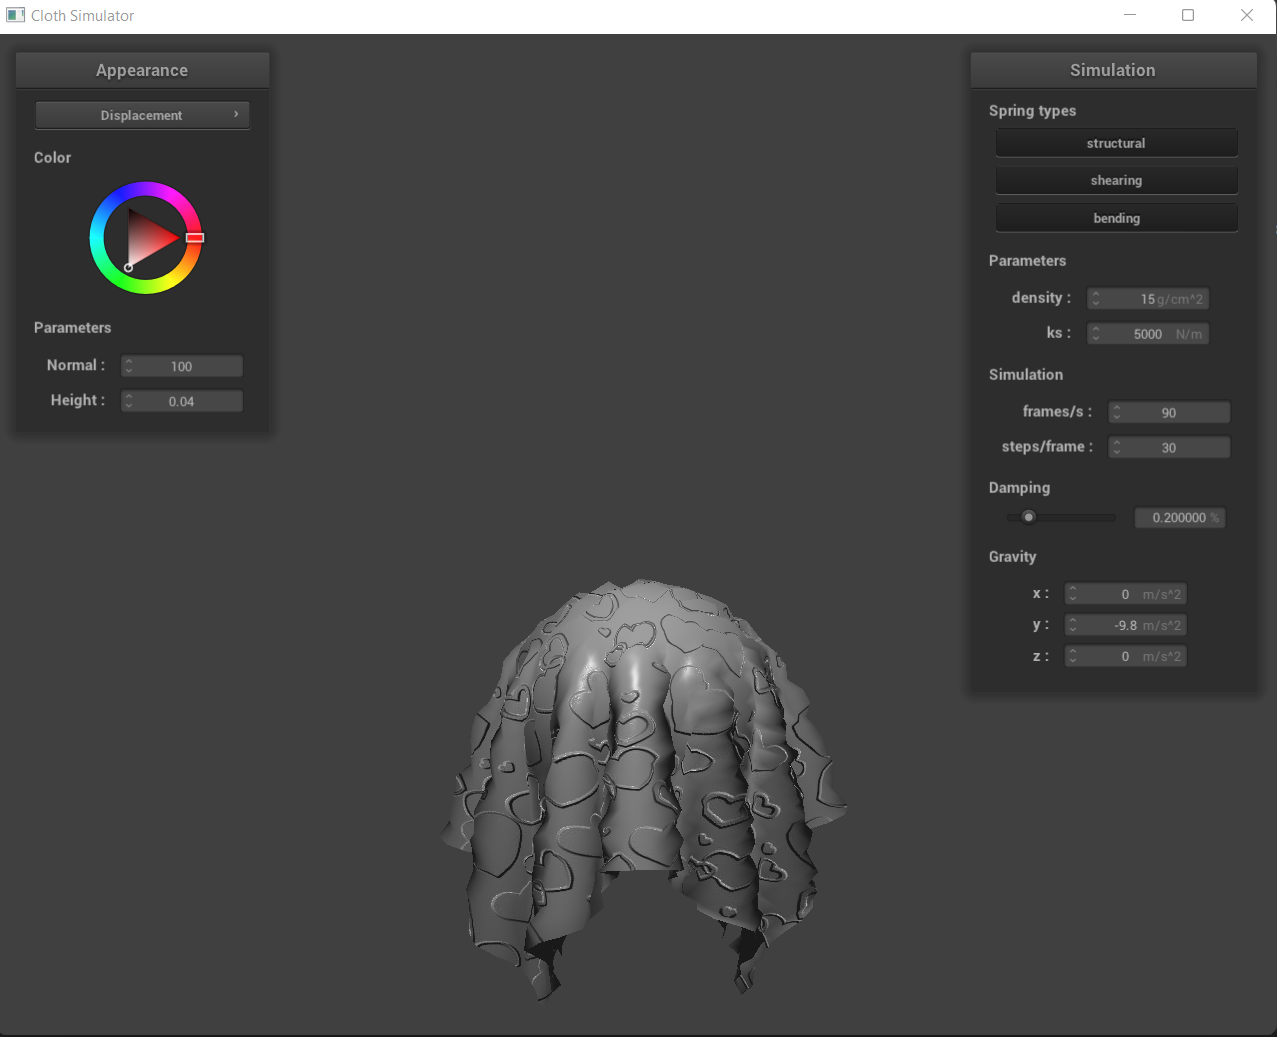 Cloth Simulator
Appearance
Displacement
Color
Parameters
Normal : 100
Height : 0.04
Simulation
Spring types
structural
shearing
bending
Parameters
density : 15 g/cm^2
ks : 5000 N/m
Simulation
frames/s : 90
steps/frame : 30
Damping
0.200000 %
Gravity
x : 0 m/s^2
y : -9.8 m/s^2
z : 0 m/s^2